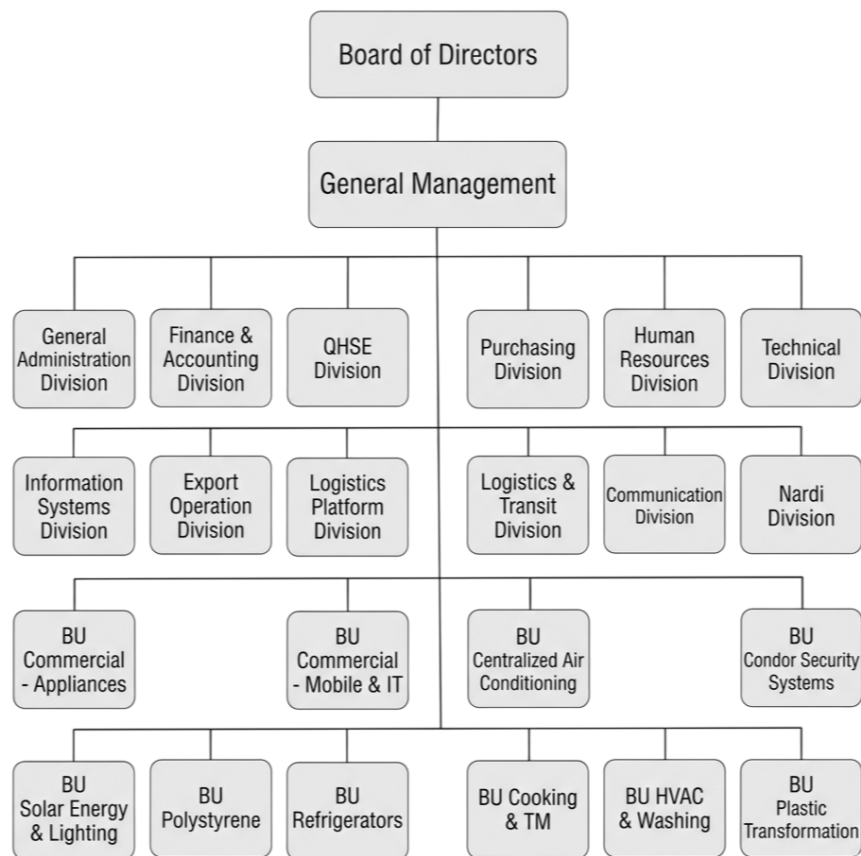 Board of Directors
General Management
General
Administration
Division
Finance &
Accounting
Division
QHSE
Division
Purchasing
Division
Human
Resources
Division
Technical
Division
Information
Systems
Division
Export
Operation
Division
Logistics
Platform
Division
Logistics &
Transit
Division
Communication
Division
Nardi
Division
BU
Commercial
- Appliances
BU
Commercial
- Mobile & IT
BU
Centralized Air
Conditioning
BU
Condor Security
Systems
BU
Solar Energy
& Lighting
BU
Polystyrene
BU
Refrigerators
BU Cooking
& TM
BU HVAC
& Washing
BU
Plastic
Transformation